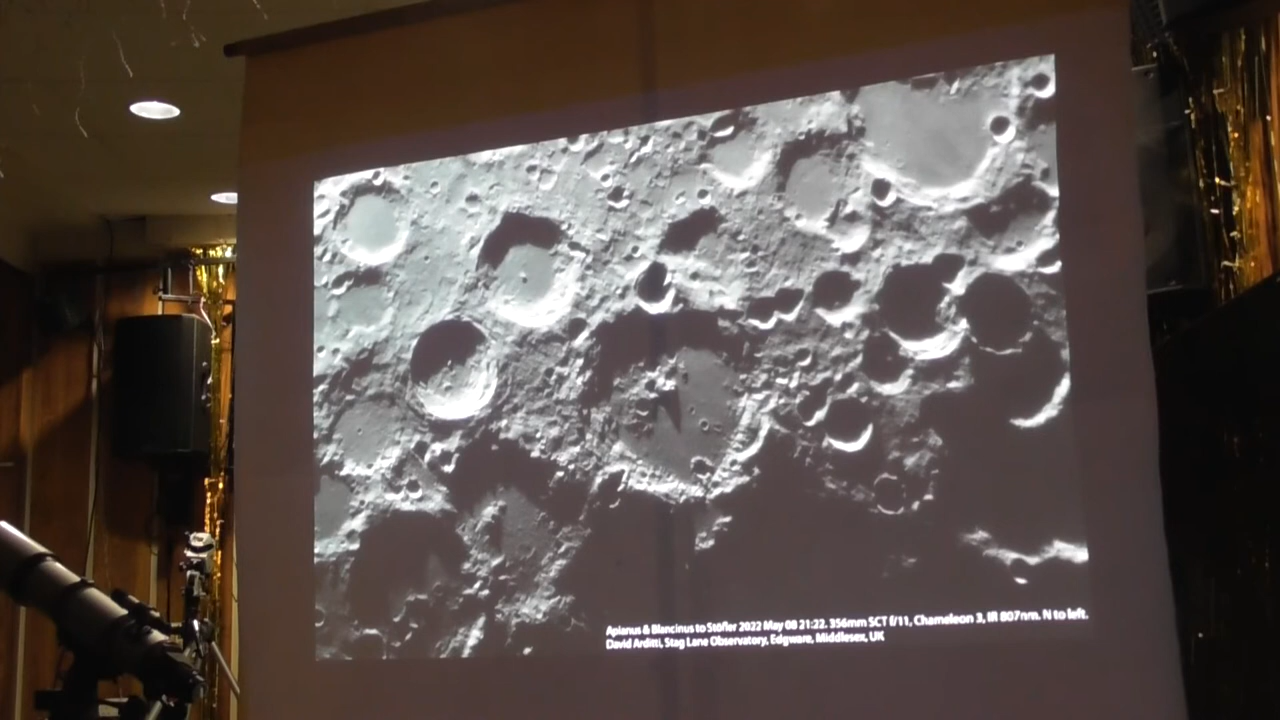 Apianus & Blancinus to Stöfler 2022 May 08 21:22. 356mm SCT f/11, Chameleon 3, IR 807nm. N to left.
David Arditti, Stag Lane Observatory, Edgware, Middlesex, UK